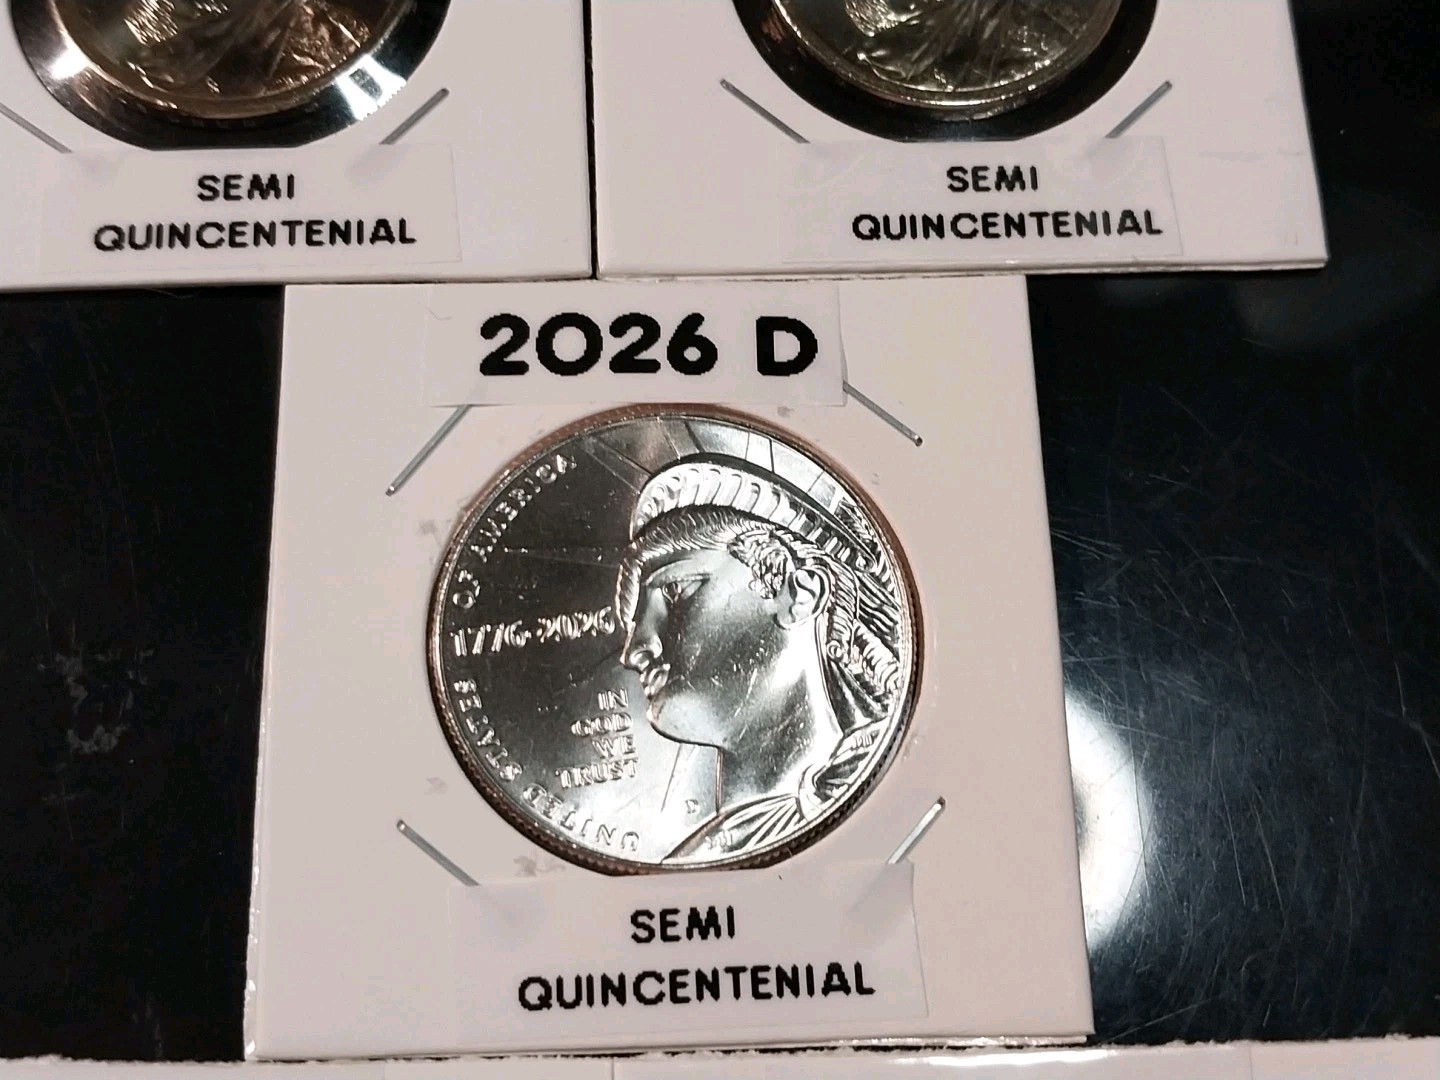 SEMI
QUINCENTENIAL
SEMI
QUINCENTENIAL
2026 D
UNITED STATES OF AMERICA
1776-2026
IN
GOD
WE
TRUST
SEMI
QUINCENTENIAL